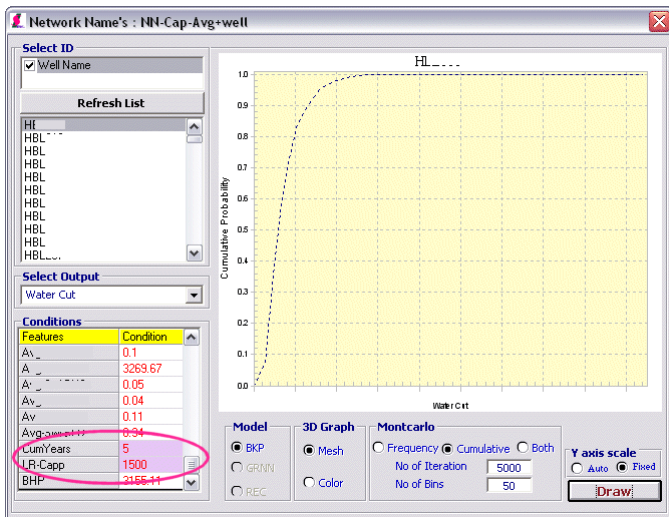 Network Name's : NN-Cap-Avg+well
Select ID
Well Name
Refresh List
HBL
HBL
HBL
HBL
HBL
HBL
HBL
HBL
HBL
HBL
Select Output
Water Cut
Conditions
Features Condition
0.1
3269.67
0.05
0.04
Av 0.11
0.34
CumYears 5
LR-Capp 1500
BHP 3155.11
HL
1.0
0.9
0.8
0.7
0.6
0.5
0.4
0.3
0.2
0.1
0.0
Cumulative Probability
Water Cut
Model
BKP
GRNN
REC
3D Graph
Mesh
Color
Montcarlo
Frequency Cumulative Both
No of Iteration 5000
No of Bins 50
Y axis scale
Auto Fixed
Draw